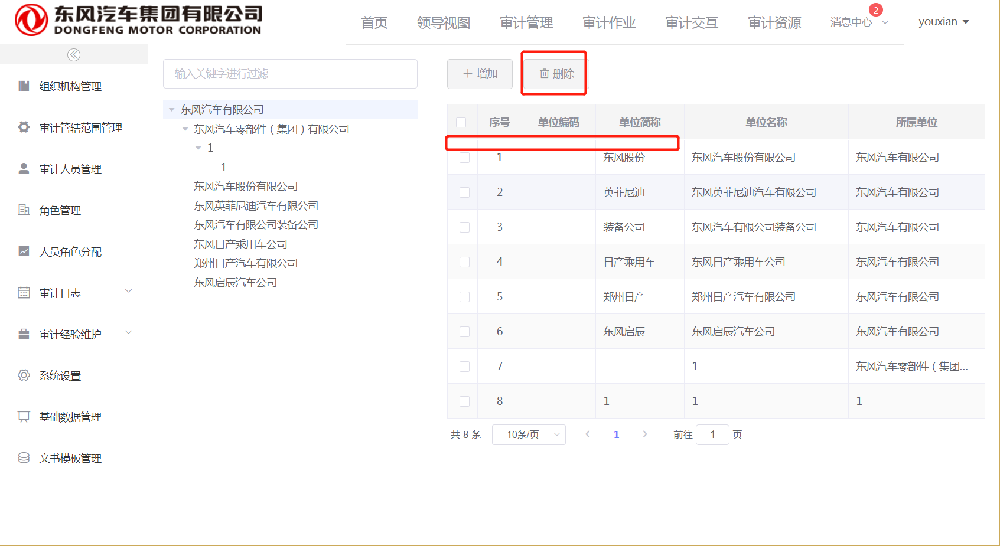 东风汽车集团有限公司
DONGFENG MOTOR CORPORATION
首页 领导视图 审计管理 审计作业 审计交互 审计资源 消息中心 2 youxian
组织机构管理
审计管辖范围管理
审计人员管理
角色管理
人员角色分配
审计日志
审计经验维护
系统设置
基础数据管理
文书模板管理
输入关键字进行过滤
东风汽车有限公司
东风汽车零部件（集团）有限公司
1
1
东风汽车股份有限公司
东风英菲尼迪汽车有限公司
东风汽车有限公司装备公司
东风日产乘用车公司
郑州日产汽车有限公司
东风启辰汽车公司
增加 删除
序号 单位编码 单位简称 单位名称 所属单位
1 东风股份 东风汽车股份有限公司 东风汽车有限公司
2 英菲尼迪 东风英菲尼迪汽车有限公司 东风汽车有限公司
3 装备公司 东风汽车有限公司装备公司 东风汽车有限公司
4 日产乘用车 东风日产乘用车公司 东风汽车有限公司
5 郑州日产 郑州日产汽车有限公司 东风汽车有限公司
6 东风启辰 东风启辰汽车公司 东风汽车有限公司
7 1 东风汽车零部件（集团...
8 1 1 1
共 8 条 10条/页 1 前往 1 页